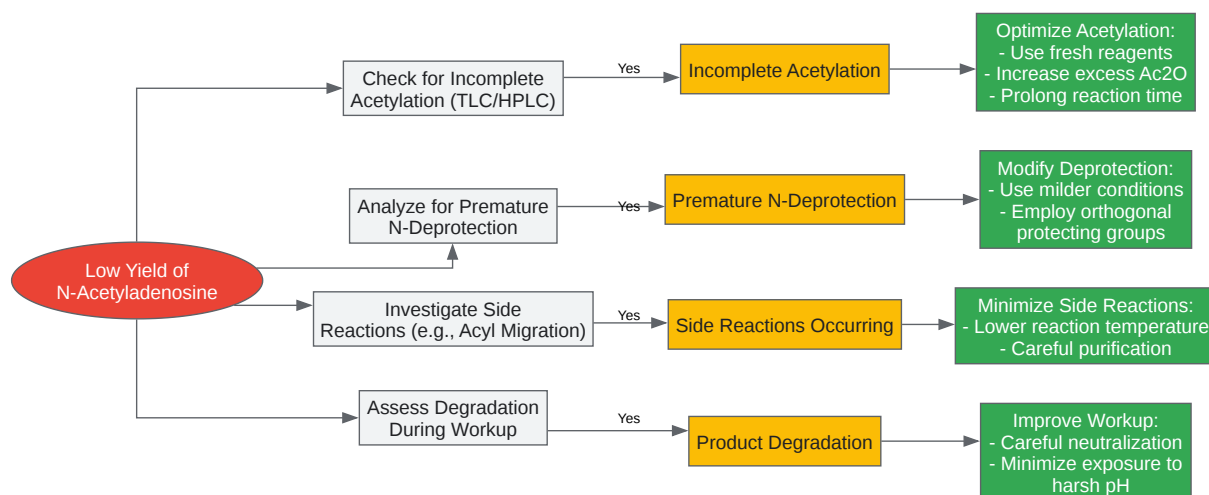 Low Yield of
N-Acetyladenosine
Check for Incomplete
Acetylation (TLC/HPLC)
Yes
Incomplete Acetylation
Optimize Acetylation:
- Use fresh reagents
- Increase excess Ac2O
- Prolong reaction time
Analyze for Premature
N-Deprotection
Yes
Premature N-Deprotection
Modify Deprotection:
- Use milder conditions
- Employ orthogonal
protecting groups
Investigate Side
Reactions (e.g., Acyl Migration)
Yes
Side Reactions Occurring
Minimize Side Reactions:
- Lower reaction temperature
- Careful purification
Assess Degradation
During Workup
Yes
Product Degradation
Improve Workup:
- Careful neutralization
- Minimize exposure to
harsh pH